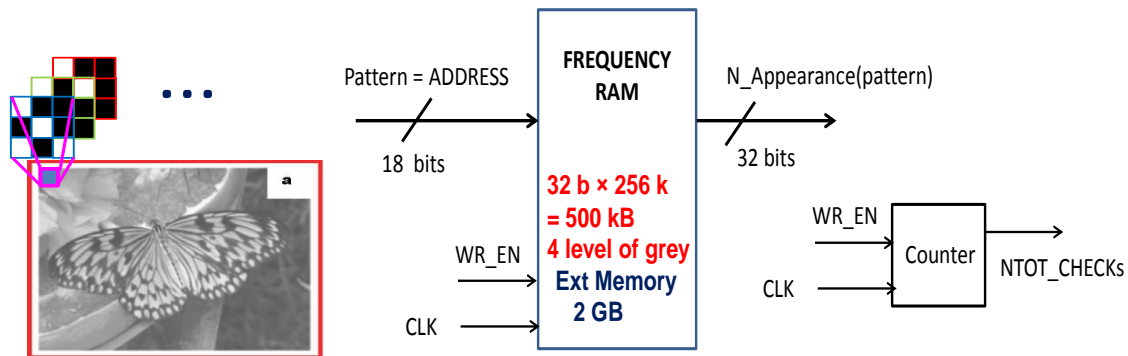 a
Pattern = ADDRESS
18 bits
WR_EN
CLK
FREQUENCY
RAM
32 b × 256 k
= 500 kB
4 level of grey
Ext Memory
2 GB
N_Appearance(pattern)
32 bits
WR_EN
CLK
Counter
NTOT_CHECKs